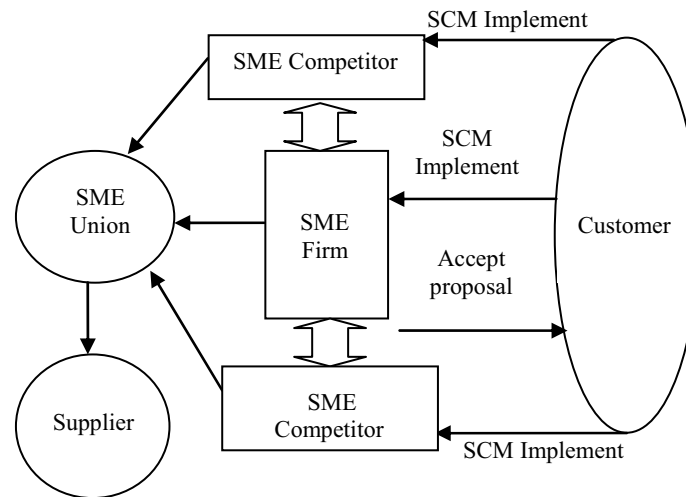 SCM Implement
SME Competitor
SCM
Implement
SME
Union
SME
Firm
Customer
Accept
proposal
Supplier
SME
Competitor
SCM Implement